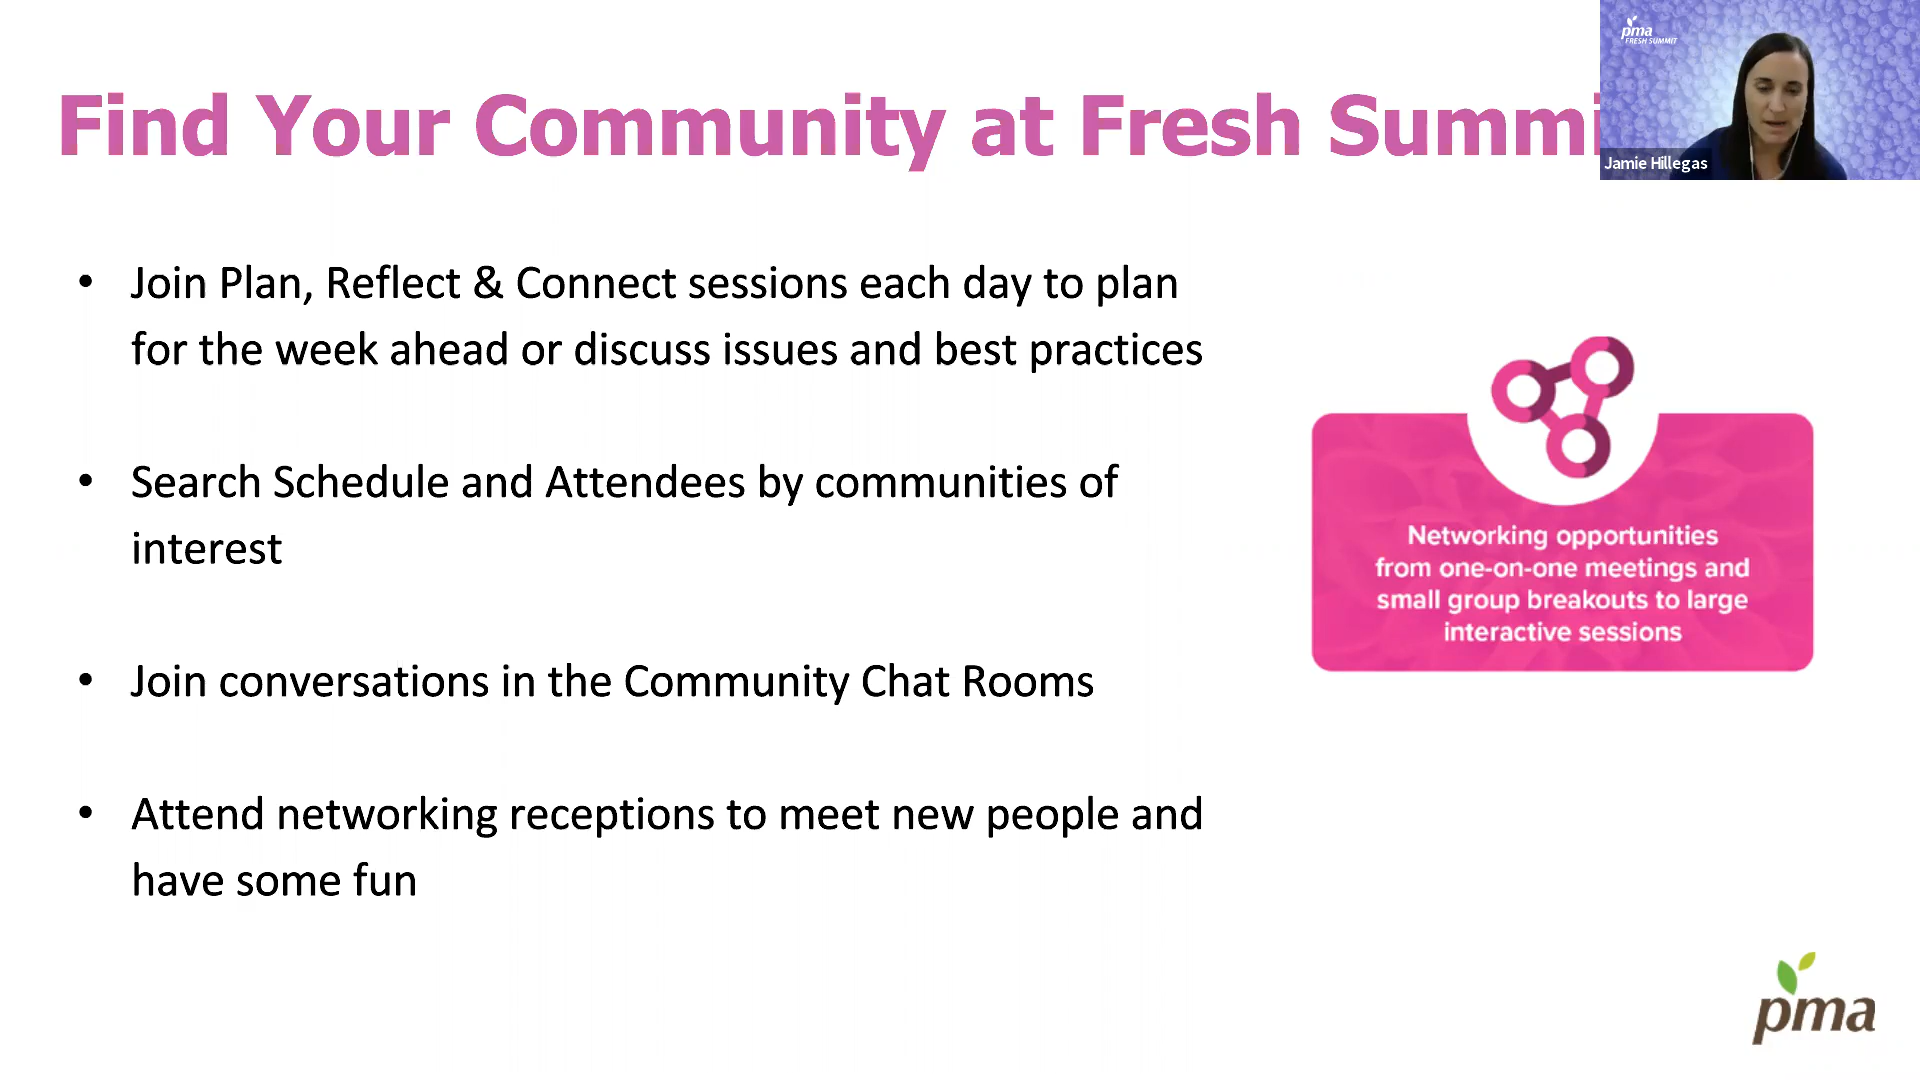 Find Your Community at Fresh Summi
pma
FRESH SUMMIT
Jamie Hillegas
• Join Plan, Reflect & Connect sessions each day to plan
for the week ahead or discuss issues and best practices
• Search Schedule and Attendees by communities of
interest
• Join conversations in the Community Chat Rooms
• Attend networking receptions to meet new people and
have some fun
Networking opportunities
from one-on-one meetings and
small group breakouts to large
interactive sessions
pma